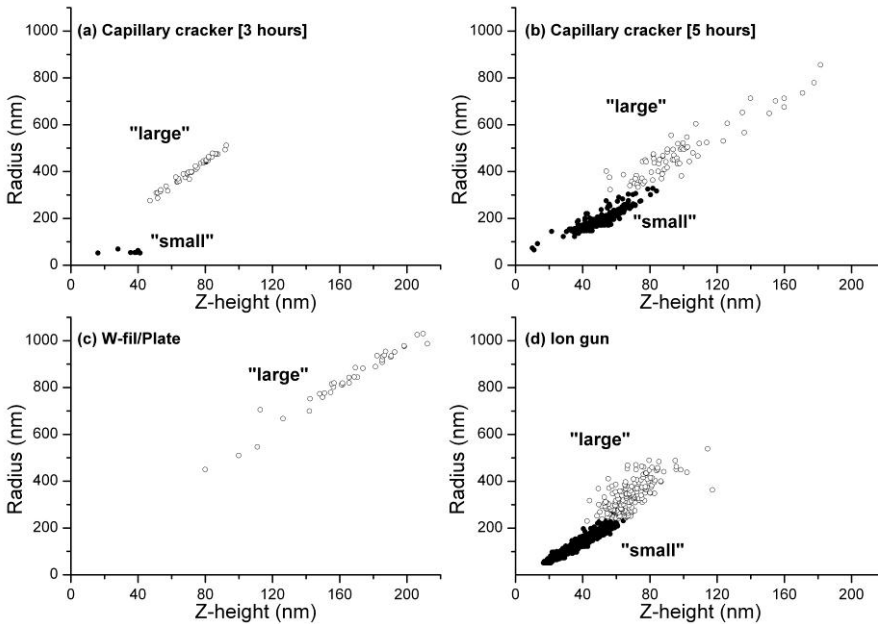 (a) Capillary cracker [3 hours]
1000
800
600
400
200
0
Radius (nm)
"large"
"small"
0 40 80 120 160 200
Z-height (nm)
(b) Capillary cracker [5 hours]
1000
800
600
400
200
0
Radius (nm)
"large"
"small"
0 40 80 120 160 200
Z-height (nm)
(c) W-fil/Plate
1000
800
600
400
200
0
Radius (nm)
"large"
0 40 80 120 160 200
Z-height (nm)
(d) Ion gun
1000
800
600
400
200
0
Radius (nm)
"large"
"small"
0 40 80 120 160 200
Z-height (nm)